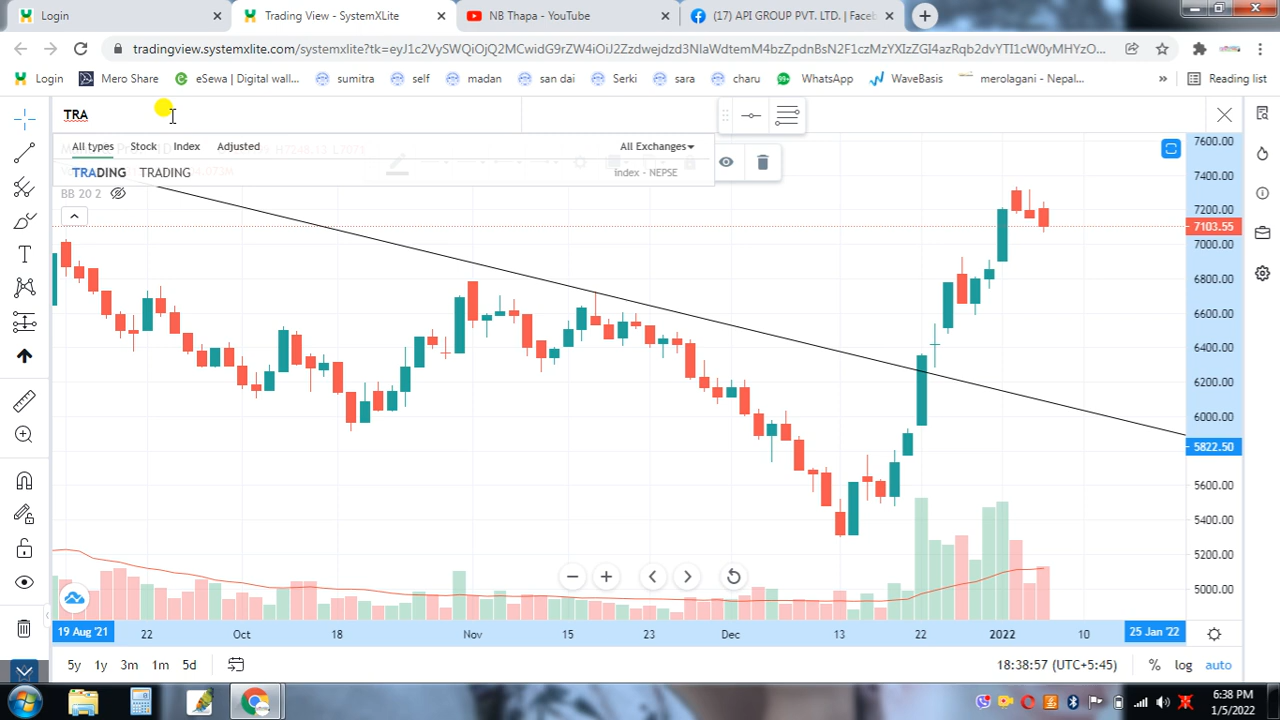 Login
Trading View - SystemXLite
NB Thapa - YouTube
(17) API GROUP PVT. LTD. | Faceb
Login
Mero Share
eSewa | Digital wall...
sumitra
self
madan
san dai
Serki
sara
charu
99+
WhatsApp
WaveBasis
merolagani - Nepal...
»
Reading list
TRA
All types
Stock
Index
Adjusted
All Exchanges
TRADING
TRADING
index - NEPSE
BB 20 2
7600.00
7400.00
7200.00
7103.55
7000.00
6800.00
6600.00
6400.00
6200.00
6000.00
5822.50
5600.00
5400.00
5200.00
5000.00
19 Aug '21
22
Oct
18
Nov
15
23
Dec
13
22
2022
10
25 Jan '22
5y
1y
3m
1m
5d
18:38:57 (UTC+5:45)
%
log
auto
6:38 PM
1/5/2022